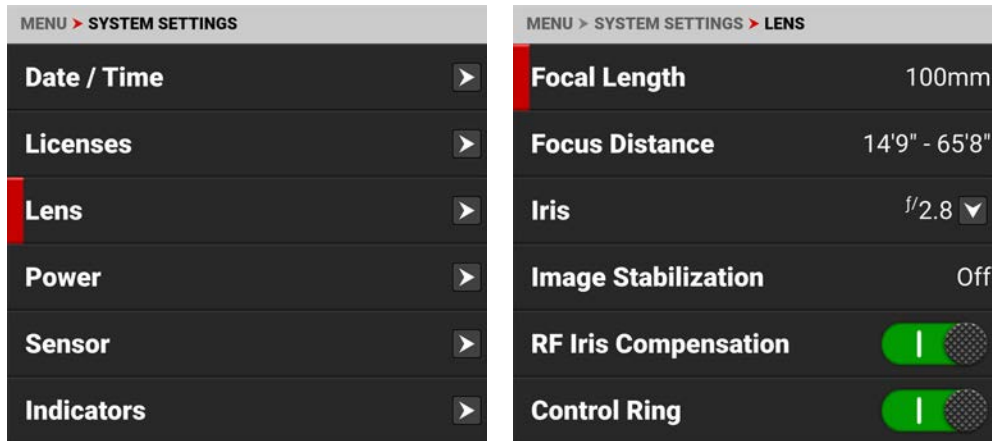 MENU ➤ SYSTEM SETTINGS
Date / Time
Licenses
Lens
Power
Sensor
Indicators
MENU ➤ SYSTEM SETTINGS ➤ LENS
Focal Length 100mm
Focus Distance 14'9" - 65'8"
Iris f/2.8
Image Stabilization Off
RF Iris Compensation
Control Ring